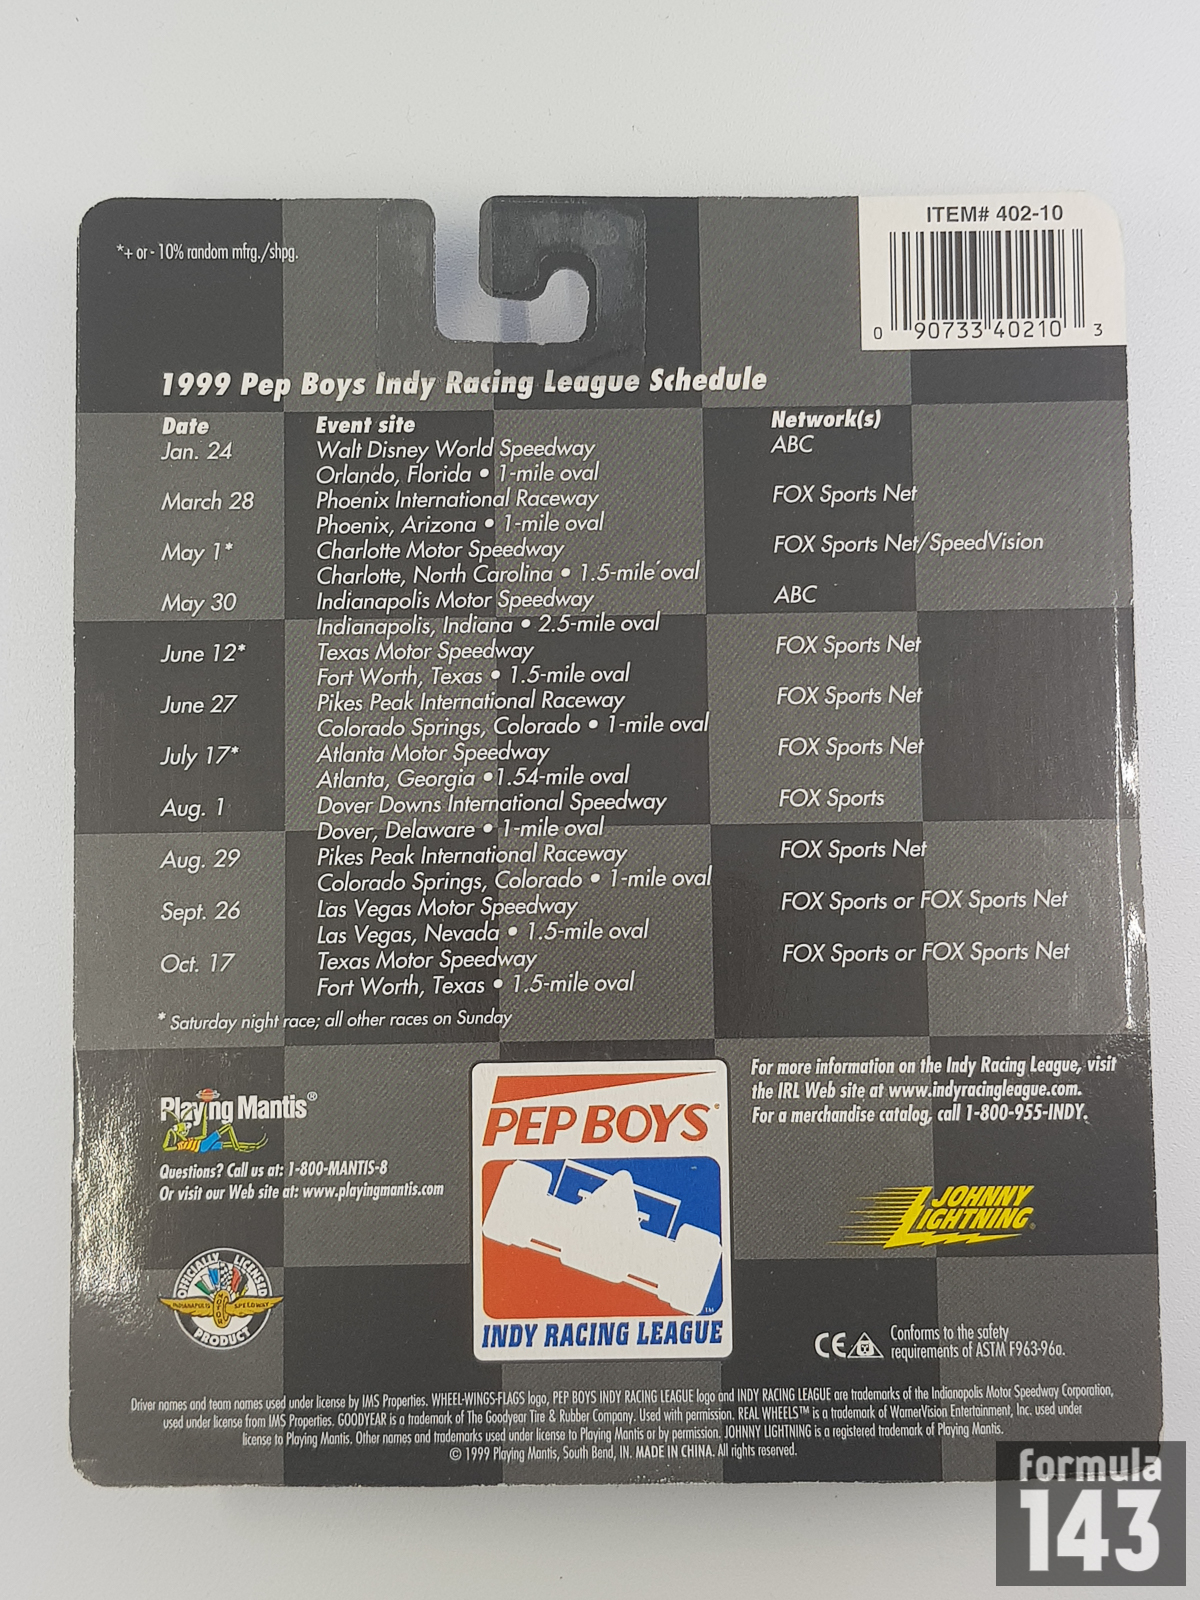 *+ or - 10% random mfrg./shpg.
ITEM# 402-10
0 90733 40210 3
1999 Pep Boys Indy Racing League Schedule
Date Event site Network(s)
Jan. 24 Walt Disney World Speedway ABC
Orlando, Florida • 1-mile oval
March 28 Phoenix International Raceway FOX Sports Net
Phoenix, Arizona • 1-mile oval
May 1* Charlotte Motor Speedway FOX Sports Net/SpeedVision
Charlotte, North Carolina • 1.5-mile oval
May 30 Indianapolis Motor Speedway ABC
Indianapolis, Indiana • 2.5-mile oval
June 12* Texas Motor Speedway FOX Sports Net
Fort Worth, Texas • 1.5-mile oval
June 27 Pikes Peak International Raceway FOX Sports Net
Colorado Springs, Colorado • 1-mile oval
July 17* Atlanta Motor Speedway FOX Sports Net
Atlanta, Georgia •1.54-mile oval
Aug. 1 Dover Downs International Speedway FOX Sports
Dover, Delaware • 1-mile oval
Aug. 29 Pikes Peak International Raceway FOX Sports Net
Colorado Springs, Colorado • 1-mile oval
Sept. 26 Las Vegas Motor Speedway FOX Sports or FOX Sports Net
Las Vegas, Nevada • 1.5-mile oval
Oct. 17 Texas Motor Speedway FOX Sports or FOX Sports Net
Fort Worth, Texas • 1.5-mile oval
* Saturday night race; all other races on Sunday
Playing Mantis®
Questions? Call us at: 1-800-MANTIS-8
Or visit our Web site at: www.playingmantis.com
OFFICIALLY LICENSED
INDIANAPOLIS MOTOR SPEEDWAY
PRODUCT
PEP BOYS®
TM
INDY RACING LEAGUE
For more information on the Indy Racing League, visit
the IRL Web site at www.indyracingleague.com.
For a merchandise catalog, call 1-800-955-INDY.
JOHNNY
LIGHTNING®
CE
Conforms to the safety
requirements of ASTM F963-96a.
Driver names and team names used under license by IMS Properties. WHEEL-WINGS-FLAGS logo, PEP BOYS INDY RACING LEAGUE logo and INDY RACING LEAGUE are trademarks of the Indianapolis Motor Speedway Corporation,
used under license from IMS Properties. GOODYEAR is a trademark of The Goodyear Tire & Rubber Company. Used with permission. REAL WHEELS™ is a trademark of WarnerVision Entertainment, Inc. used under
license to Playing Mantis. Other names and trademarks used under license to Playing Mantis or by permission. JOHNNY LIGHTNING is a registered trademark of Playing Mantis.
© 1999 Playing Mantis, South Bend, IN. MADE IN CHINA. All rights reserved.
formula
143